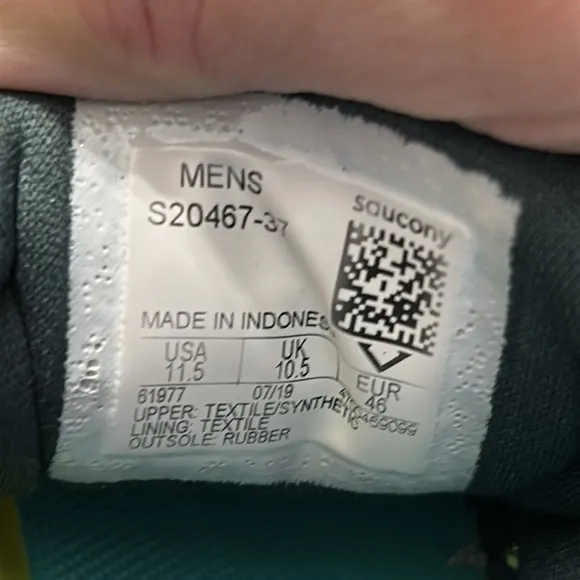 MENS
S20467-37
saucony
MADE IN INDONES
USA UK EUR
11.5 10.5 46
61977 07/19
UPPER: TEXTILE/SYNTHETIC
LINING: TEXTILE
OUTSOLE: RUBBER